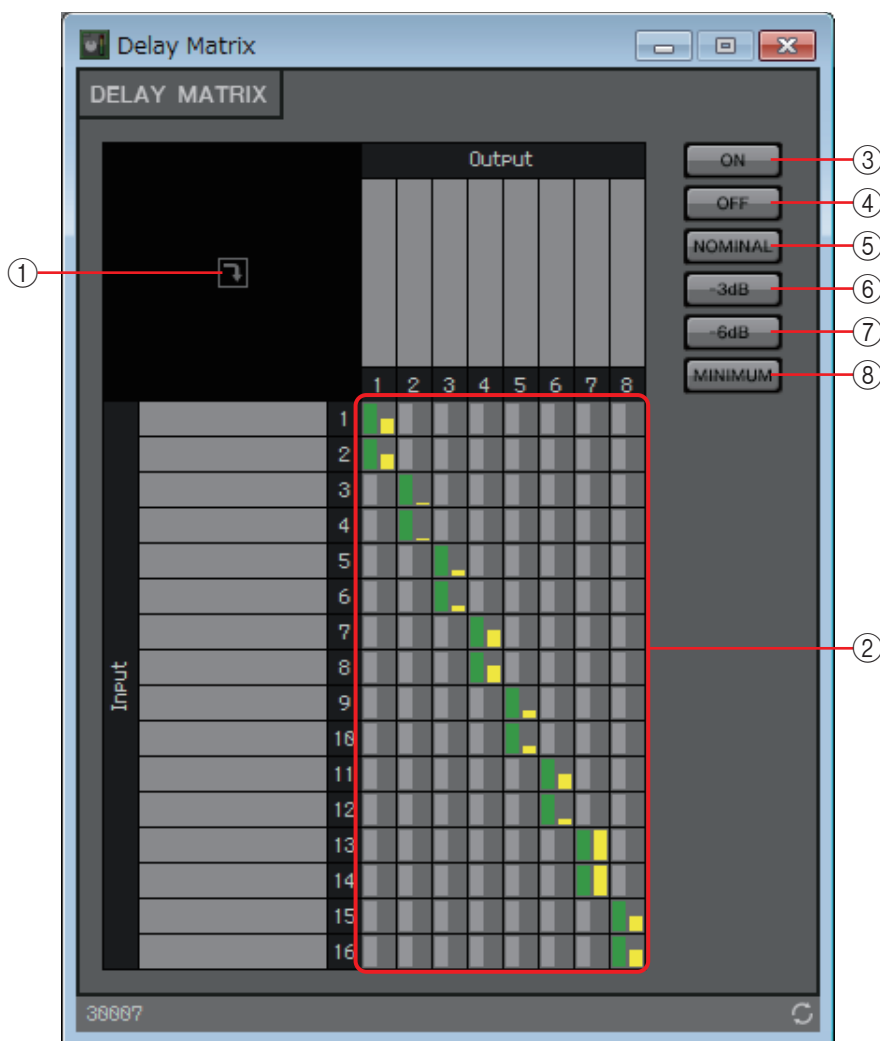 Delay Matrix
DELAY MATRIX
Output
1 2 3 4 5 6 7 8
Input
1
2
3
4
5
6
7
8
9
10
11
12
13
14
15
16
ON
OFF
NOMINAL
-3dB
-6dB
MINIMUM
①
③
④
⑤
⑥
⑦
⑧
②
30007